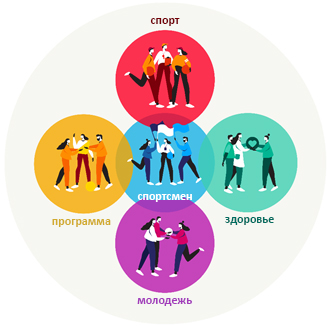 спорт
спортсмен
программа
здоровье
молодежь